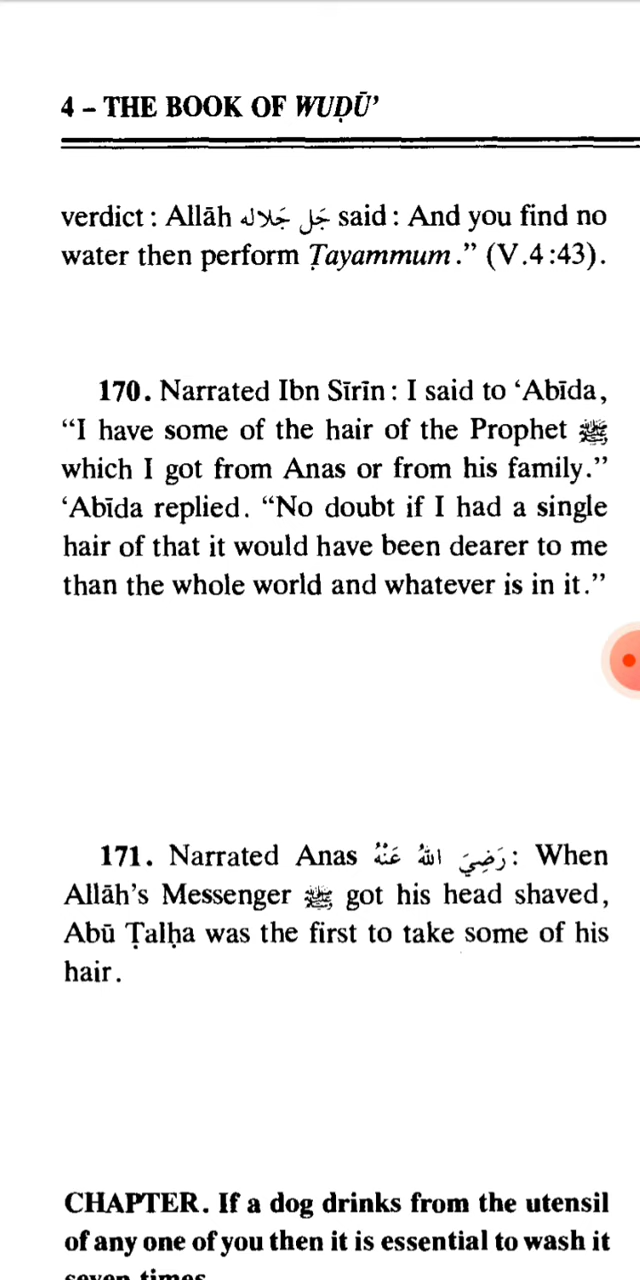 4 – THE BOOK OF WUḌŪ’
verdict : Allāh جَل جَلاله said : And you find no
water then perform Ṭayammum.” (V.4:43).
170. Narrated Ibn Sīrīn : I said to ‘Abīda,
“I have some of the hair of the Prophet ﷺ
which I got from Anas or from his family.”
‘Abīda replied. “No doubt if I had a single
hair of that it would have been dearer to me
than the whole world and whatever is in it.”
171. Narrated Anas رَضِيَ اللهُ عَنْهُ: When
Allāh’s Messenger ﷺ got his head shaved,
Abū Ṭalḥa was the first to take some of his
hair.
CHAPTER. If a dog drinks from the utensil
of any one of you then it is essential to wash it
seven times